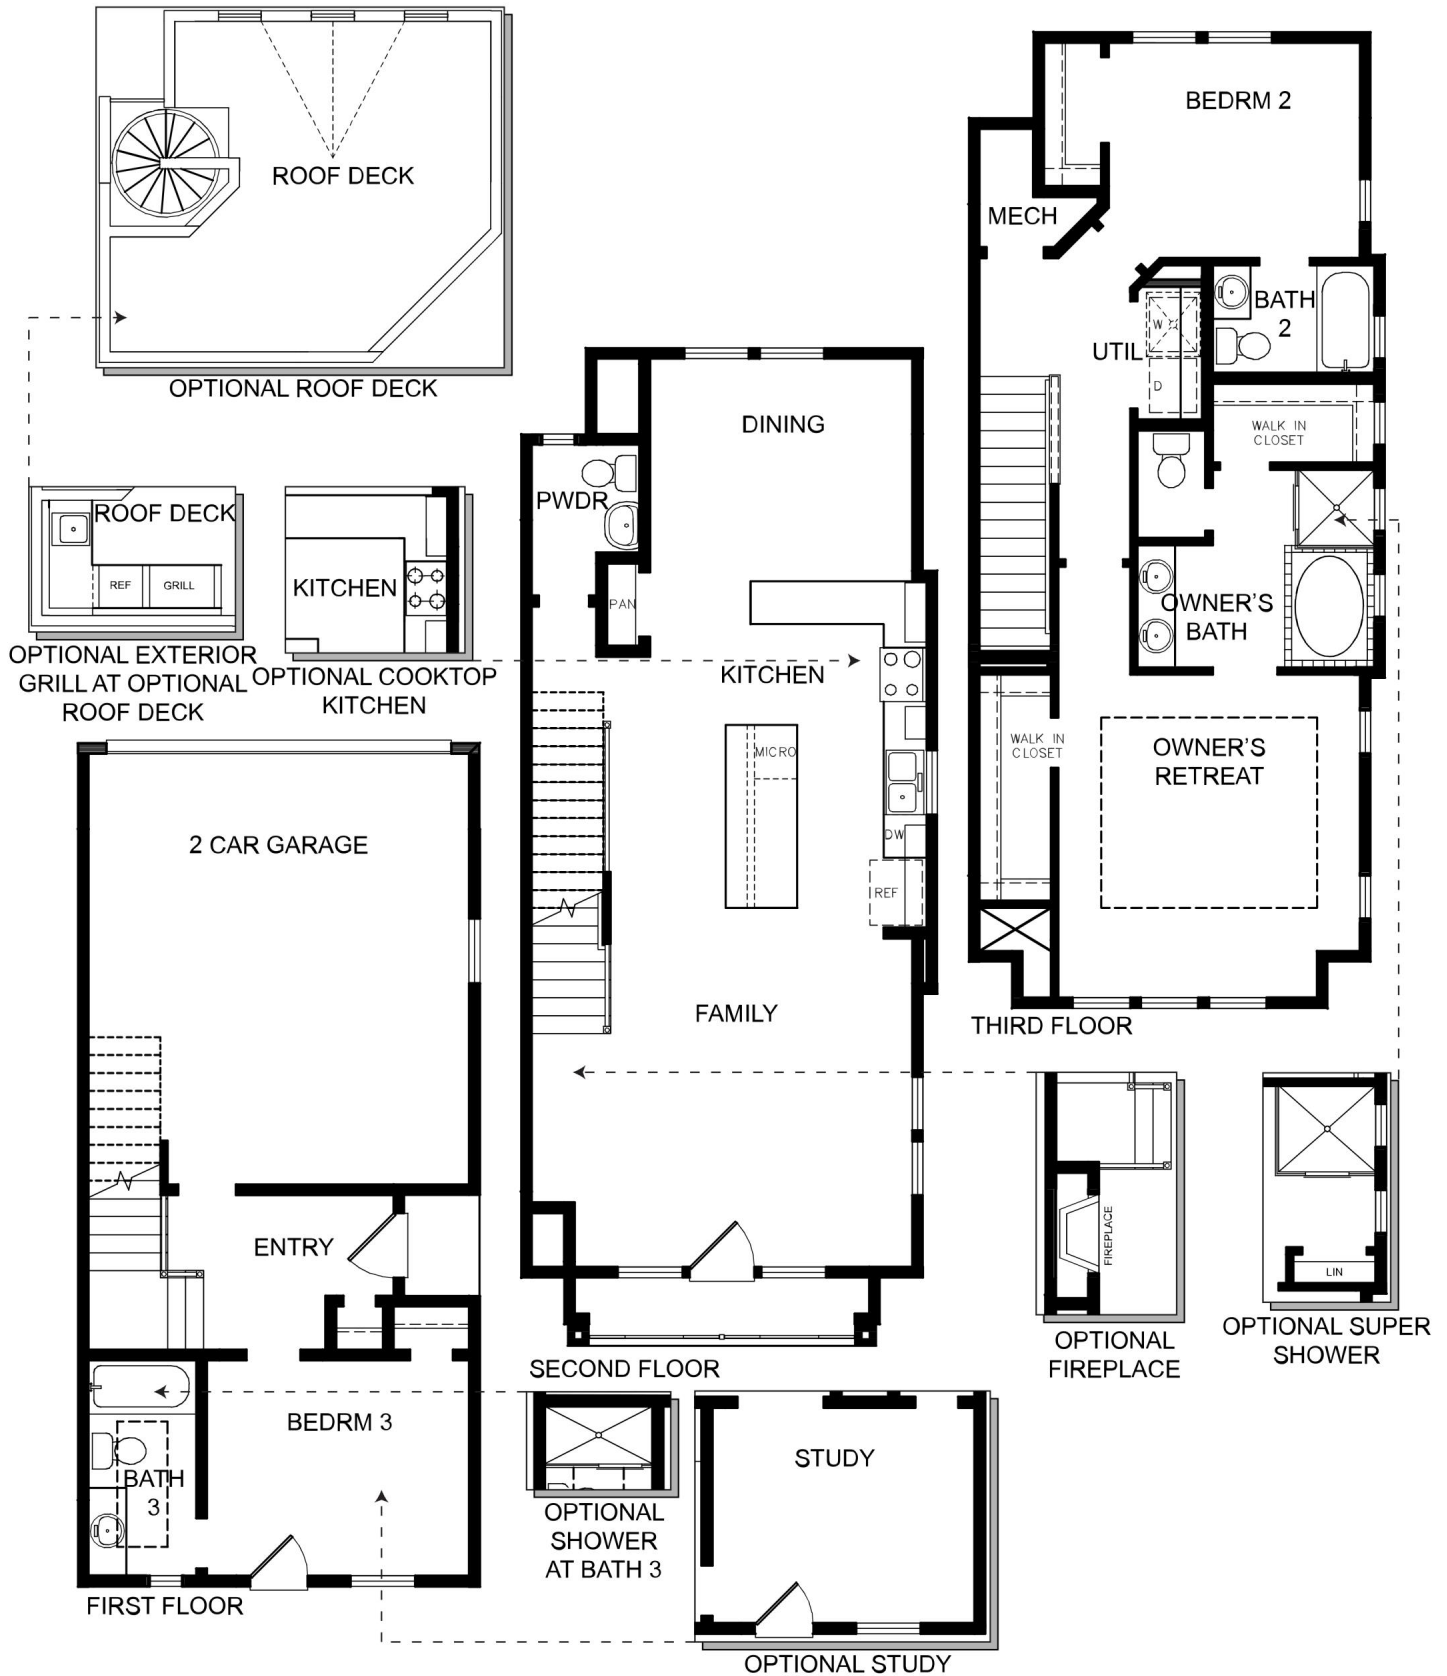 ROOF DECK
OPTIONAL ROOF DECK
ROOF DECK
REF
GRILL
OPTIONAL EXTERIOR
GRILL AT OPTIONAL
ROOF DECK
KITCHEN
OPTIONAL COOKTOP
KITCHEN
2 CAR GARAGE
ENTRY
BEDRM 3
BATH
3
FIRST FLOOR
DINING
PWDR
PAN
KITCHEN
MICRO
DW
REF
FAMILY
SECOND FLOOR
BEDRM 2
MECH
BATH
2
UTIL
W
D
WALK IN
CLOSET
OWNER'S
BATH
WALK IN
CLOSET
OWNER'S
RETREAT
THIRD FLOOR
FIREPLACE
OPTIONAL
FIREPLACE
LIN
OPTIONAL SUPER
SHOWER
OPTIONAL
SHOWER
AT BATH 3
STUDY
OPTIONAL STUDY